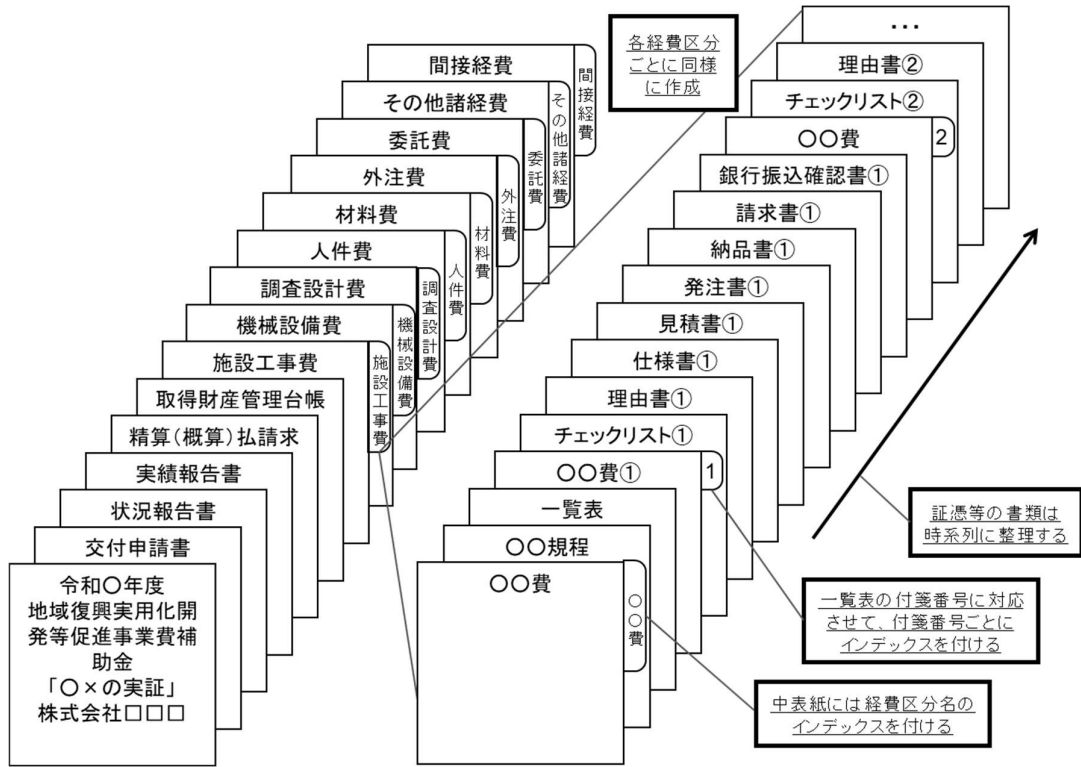 間接経費
間接経費
その他諸経費
その他諸経費
委託費
委託費
外注費
外注費
材料費
材料費
人件費
人件費
調査設計費
調査設計費
機械設備費
機械設備費
施設工事費
施設工事費
取得財産管理台帳
精算（概算）払請求
実績報告書
状況報告書
交付申請書
令和〇年度
地域復興実用化開
発等促進事業費補
助金
「〇×の実証」
株式会社□□□
各経費区分
ごとに同様
に作成
…
理由書②
チェックリスト②
〇〇費
2
銀行振込確認書①
請求書①
納品書①
発注書①
見積書①
仕様書①
理由書①
チェックリスト①
〇〇費①
1
一覧表
〇〇規程
〇〇費
〇〇費
証憑等の書類は
時系列に整理する
一覧表の付箋番号に対応
させて、付箋番号ごとに
インデックスを付ける
中表紙には経費区分名の
インデックスを付ける